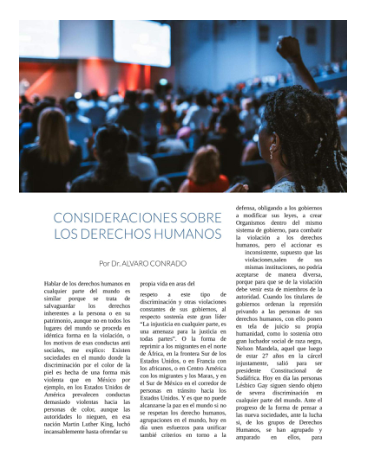 CONSIDERACIONES SOBRE
LOS DERECHOS HUMANOS
Por Dr. ALVARO CONRADO
Hablar de los derechos humanos en
cualquier parte del mundo es
similar porque se trata de
salvaguardar los derechos
inherentes a la persona o en su
patrimonio, aunque no en todos los
lugares del mundo se proceda en
idéntica forma en la violación, o
los motivos de esas conductas anti
sociales, me explico: Existen
sociedades en el mundo donde la
discriminación por el color de la
piel es hecha de una forma más
violenta que en México por
ejemplo, en los Estados Unidos de
América prevalecen conductas
demasiado violentas hacia las
personas de color, aunque las
autoridades lo nieguen, en esa
nación Martin Luther King, luchó
incansablemente hasta ofrendar su
propia vida en aras del
respeto a este tipo de
discriminación y otras violaciones
constantes de sus gobiernos, al
respecto sostenía este gran líder
"La injusticia en cualquier parte, es
una amenaza para la justicia en
todas partes". O la forma de
reprimir a los migrantes en el norte
de África, en la frontera Sur de los
Estados Unidos, o en Francia con
los africanos, o en Centro América
con los migrantes y los Maras, y en
el Sur de México en el corredor de
personas en tránsito hacia los
Estados Unidos. Y es que no puede
alcanzarse la paz en el mundo si no
se respetan los derecho humanos,
agrupaciones en el mundo, hoy en
día unen esfuerzos para unificar
también criterios en torno a la
defensa, obligando a los gobiernos
a modificar sus leyes, a crear
Organismos dentro del mismo
sistema de gobierno, para combatir
la violación a los derechos
humanos, pero el accionar es
inconsistente, supuesto que las
violaciones,salen de sus
mismas instituciones, no podría
aceptarse de manera diversa,
porque para que se de la violación
debe venir esta de miembros de la
autoridad. Cuando los titulares de
gobiernos ordenan la represión
privando a las personas de sus
derechos humanos, con ello ponen
en tela de juicio su propia
humanidad, como lo sostenía otro
gran luchador social de raza negra,
Nelson Mandela, aquel que luego
de estar 27 años en la cárcel
injustamente, salió para ser
presidente Constitucional de
Sudáfrica. Hoy en día las personas
Lésbico Gay siguen siendo objeto
de severa discriminación en
cualquier parte del mundo. Ante el
progreso de la forma de pensar a
las nueva sociedades, ante la lucha
si, de los grupos de Derechos
Humanos, se han agrupado y
amparado en ellos, para